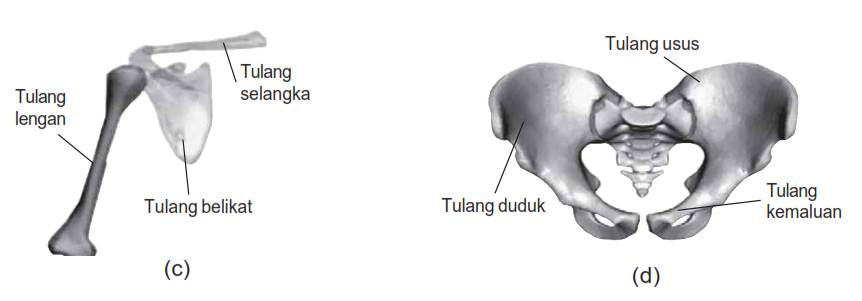 Tulang
selangka
Tulang
lengan
Tulang belikat
(c)
Tulang usus
Tulang duduk
Tulang
kemaluan
(d)